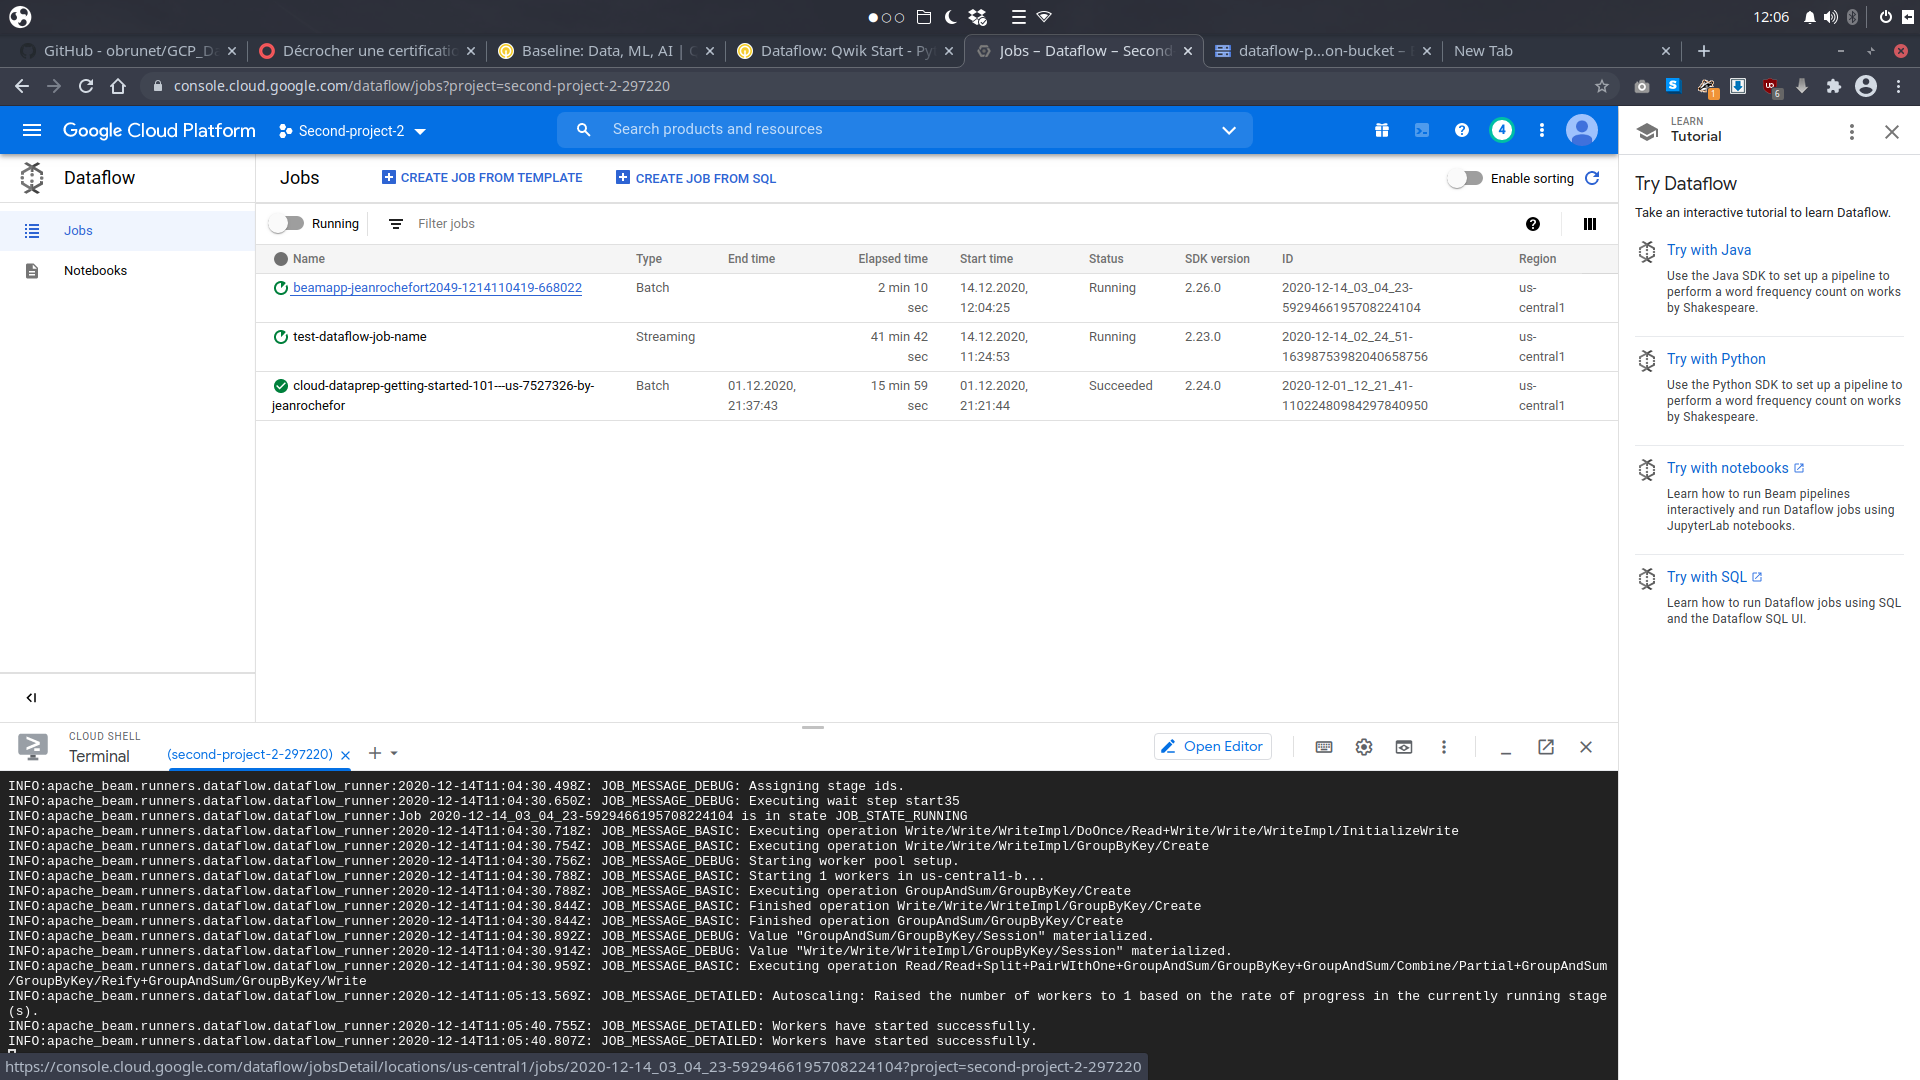 12:06
GitHub - obrunet/GCP_Da
Décrocher une certificatio
Baseline: Data, ML, AI | Q
Dataflow: Qwik Start - Pyt
Jobs – Dataflow – Second
dataflow-p...on-bucket –
New Tab
console.cloud.google.com/dataflow/jobs?project=second-project-2-297220
Google Cloud Platform
Second-project-2
Search products and resources
4
LEARN
Tutorial
Dataflow
Jobs
CREATE JOB FROM TEMPLATE
CREATE JOB FROM SQL
Enable sorting
Jobs
Notebooks
Running
Filter jobs
Name Type End time Elapsed time Start time Status SDK version ID Region
beamapp-jeanrochefort2049-1214110419-668022 Batch 2 min 10 14.12.2020, Running 2.26.0 2020-12-14_03_04_23- us-
sec 12:04:25 5929466195708224104 central1
test-dataflow-job-name Streaming 41 min 42 14.12.2020, Running 2.23.0 2020-12-14_02_24_51- us-
sec 11:24:53 16398753982040658756 central1
cloud-dataprep-getting-started-101---us-7527326-by- Batch 01.12.2020, 15 min 59 01.12.2020, Succeeded 2.24.0 2020-12-01_12_21_41- us-
jeanrochefor 21:37:43 sec 21:21:44 11022480984297840950 central1
Try Dataflow
Take an interactive tutorial to learn Dataflow.
Try with Java
Use the Java SDK to set up a pipeline to
perform a word frequency count on works
by Shakespeare.
Try with Python
Use the Python SDK to set up a pipeline to
perform a word frequency count on works
by Shakespeare.
Try with notebooks
Learn how to run Beam pipelines
interactively and run Dataflow jobs using
JupyterLab notebooks.
Try with SQL
Learn how to run Dataflow jobs using SQL
and the Dataflow SQL UI.
CLOUD SHELL
Terminal
(second-project-2-297220)
Open Editor
INFO:apache_beam.runners.dataflow.dataflow_runner:2020-12-14T11:04:30.498Z: JOB_MESSAGE_DEBUG: Assigning stage ids.
INFO:apache_beam.runners.dataflow.dataflow_runner:2020-12-14T11:04:30.650Z: JOB_MESSAGE_DEBUG: Executing wait step start35
INFO:apache_beam.runners.dataflow.dataflow_runner:Job 2020-12-14_03_04_23-5929466195708224104 is in state JOB_STATE_RUNNING
INFO:apache_beam.runners.dataflow.dataflow_runner:2020-12-14T11:04:30.718Z: JOB_MESSAGE_BASIC: Executing operation Write/Write/WriteImpl/DoOnce/Read+Write/Write/WriteImpl/InitializeWrite
INFO:apache_beam.runners.dataflow.dataflow_runner:2020-12-14T11:04:30.754Z: JOB_MESSAGE_BASIC: Executing operation Write/Write/WriteImpl/GroupByKey/Create
INFO:apache_beam.runners.dataflow.dataflow_runner:2020-12-14T11:04:30.756Z: JOB_MESSAGE_DEBUG: Starting worker pool setup.
INFO:apache_beam.runners.dataflow.dataflow_runner:2020-12-14T11:04:30.788Z: JOB_MESSAGE_BASIC: Starting 1 workers in us-central1-b...
INFO:apache_beam.runners.dataflow.dataflow_runner:2020-12-14T11:04:30.788Z: JOB_MESSAGE_BASIC: Executing operation GroupAndSum/GroupByKey/Create
INFO:apache_beam.runners.dataflow.dataflow_runner:2020-12-14T11:04:30.844Z: JOB_MESSAGE_BASIC: Finished operation Write/Write/WriteImpl/GroupByKey/Create
INFO:apache_beam.runners.dataflow.dataflow_runner:2020-12-14T11:04:30.844Z: JOB_MESSAGE_BASIC: Finished operation GroupAndSum/GroupByKey/Create
INFO:apache_beam.runners.dataflow.dataflow_runner:2020-12-14T11:04:30.892Z: JOB_MESSAGE_DEBUG: Value "GroupAndSum/GroupByKey/Session" materialized.
INFO:apache_beam.runners.dataflow.dataflow_runner:2020-12-14T11:04:30.914Z: JOB_MESSAGE_DEBUG: Value "Write/Write/WriteImpl/GroupByKey/Session" materialized.
INFO:apache_beam.runners.dataflow.dataflow_runner:2020-12-14T11:04:30.959Z: JOB_MESSAGE_BASIC: Executing operation Read/Read+Split+PairWIthOne+GroupAndSum/GroupByKey+GroupAndSum/Combine/Partial+GroupAndSum
/GroupByKey/Reify+GroupAndSum/GroupByKey/Write
INFO:apache_beam.runners.dataflow.dataflow_runner:2020-12-14T11:05:13.569Z: JOB_MESSAGE_DETAILED: Autoscaling: Raised the number of workers to 1 based on the rate of progress in the currently running stage
(s).
INFO:apache_beam.runners.dataflow.dataflow_runner:2020-12-14T11:05:40.755Z: JOB_MESSAGE_DETAILED: Workers have started successfully.
INFO:apache_beam.runners.dataflow.dataflow_runner:2020-12-14T11:05:40.807Z: JOB_MESSAGE_DETAILED: Workers have started successfully.
https://console.cloud.google.com/dataflow/jobsDetail/locations/us-central1/jobs/2020-12-14_03_04_23-5929466195708224104?project=second-project-2-297220